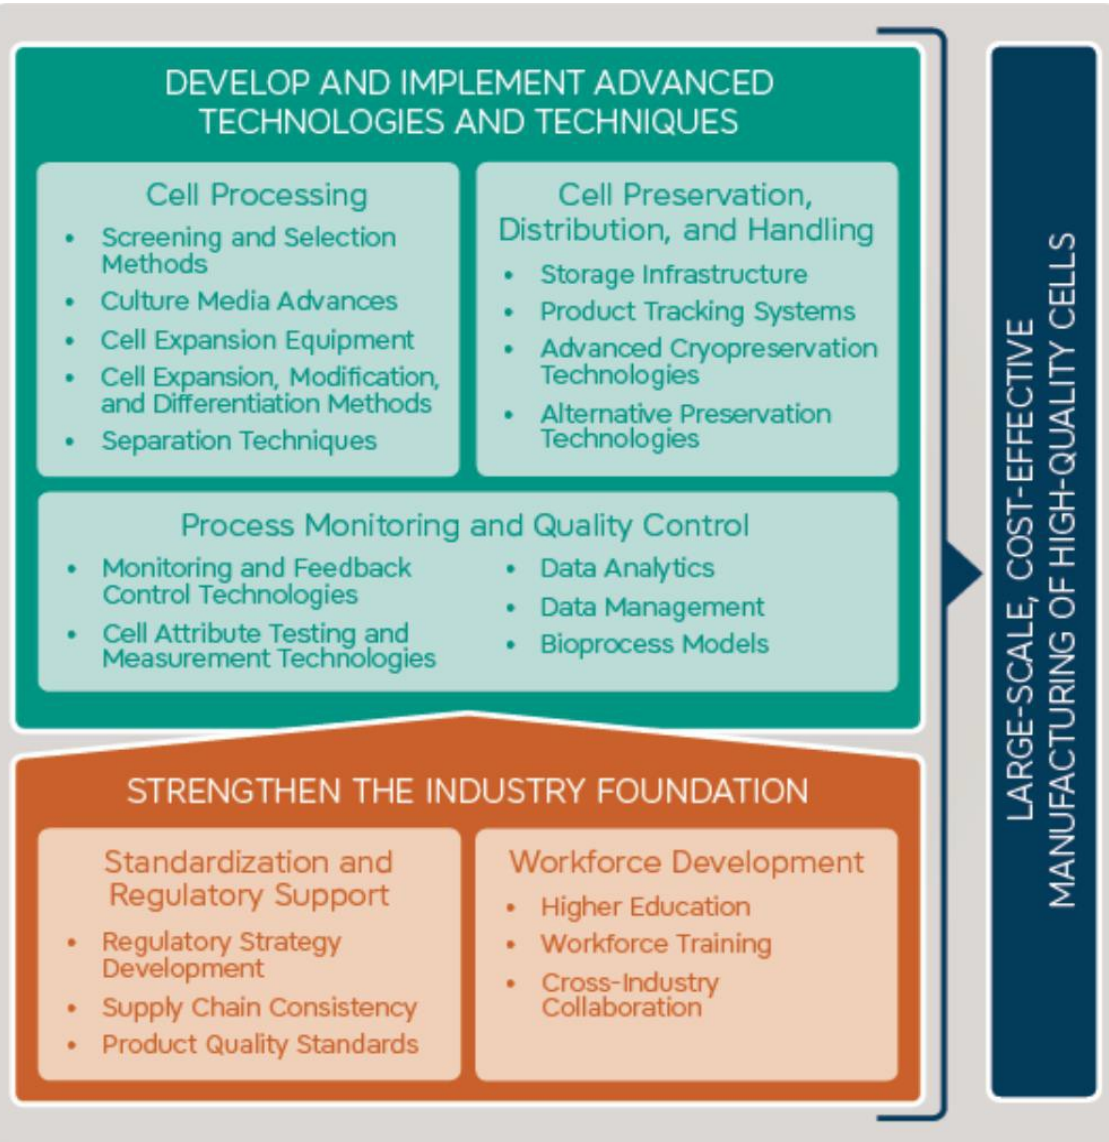 DEVELOP AND IMPLEMENT ADVANCED
TECHNOLOGIES AND TECHNIQUES
Cell Processing
• Screening and Selection
Methods
• Culture Media Advances
• Cell Expansion Equipment
• Cell Expansion, Modification,
and Differentiation Methods
• Separation Techniques
Cell Preservation,
Distribution, and Handling
• Storage Infrastructure
• Product Tracking Systems
• Advanced Cryopreservation
Technologies
• Alternative Preservation
Technologies
Process Monitoring and Quality Control
• Monitoring and Feedback
Control Technologies
• Cell Attribute Testing and
Measurement Technologies
• Data Analytics
• Data Management
• Bioprocess Models
STRENGTHEN THE INDUSTRY FOUNDATION
Standardization and
Regulatory Support
• Regulatory Strategy
Development
• Supply Chain Consistency
• Product Quality Standards
Workforce Development
• Higher Education
• Workforce Training
• Cross-Industry
Collaboration
LARGE-SCALE, COST-EFFECTIVE
MANUFACTURING OF HIGH-QUALITY CELLS